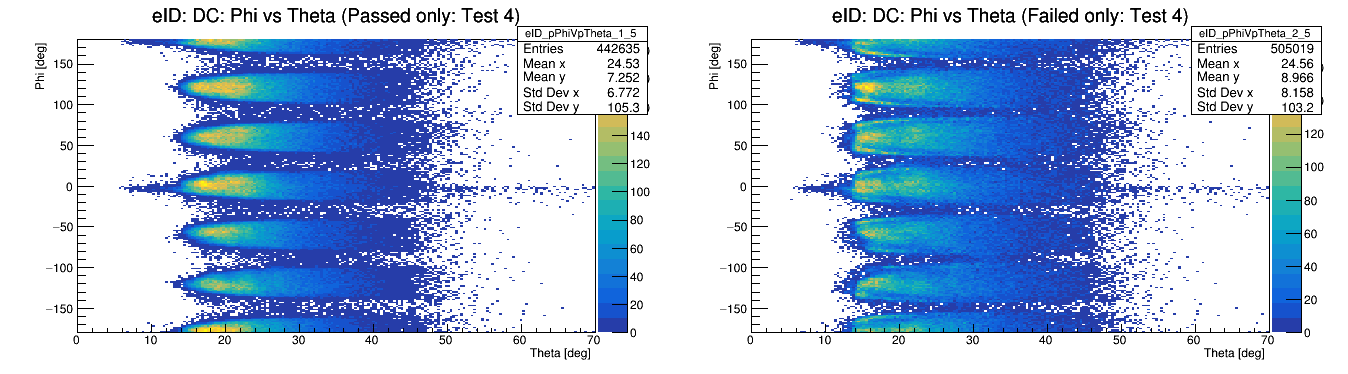 eID: DC: Phi vs Theta (Passed only: Test 4)
eID_pPhiVpTheta_1_5
Entries 442635
Mean x 24.53
Mean y 7.252
Std Dev x 6.772
Std Dev y 105.3
Phi [deg]
150
100
50
0
−50
−100
−150
0 10 20 30 40 50 60 70
Theta [deg]
140
120
100
80
60
40
20
0
eID: DC: Phi vs Theta (Failed only: Test 4)
eID_pPhiVpTheta_2_5
Entries 505019
Mean x 24.56
Mean y 8.966
Std Dev x 8.158
Std Dev y 103.2
Phi [deg]
150
100
50
0
−50
−100
−150
0 10 20 30 40 50 60 70
Theta [deg]
120
100
80
60
40
20
0